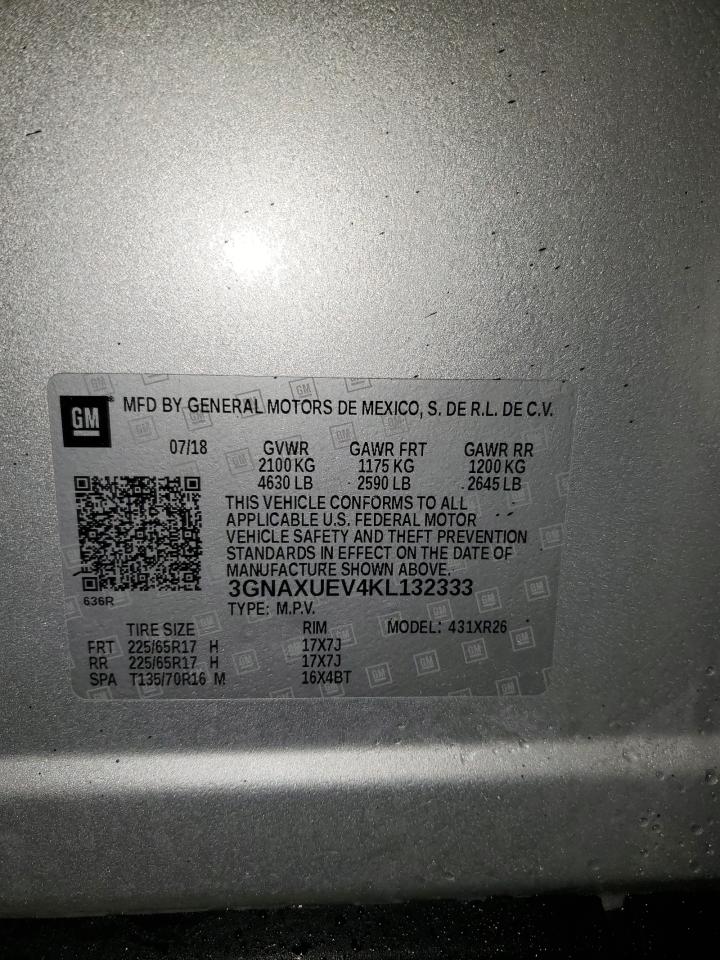 GM
MFD BY GENERAL MOTORS DE MEXICO, S. DE R.L. DE C.V.
07/18 GVWR GAWR FRT GAWR RR
2100 KG 1175 KG 1200 KG
4630 LB 2590 LB 2645 LB
THIS VEHICLE CONFORMS TO ALL
APPLICABLE U.S. FEDERAL MOTOR
VEHICLE SAFETY AND THEFT PREVENTION
STANDARDS IN EFFECT ON THE DATE OF
MANUFACTURE SHOWN ABOVE.
3GNAXUEV4KL132333
636R
TYPE: M.P.V.
TIRE SIZE RIM MODEL: 431XR26
FRT 225/65R17 H 17X7J
RR 225/65R17 H 17X7J
SPA T135/70R16 M 16X4BT